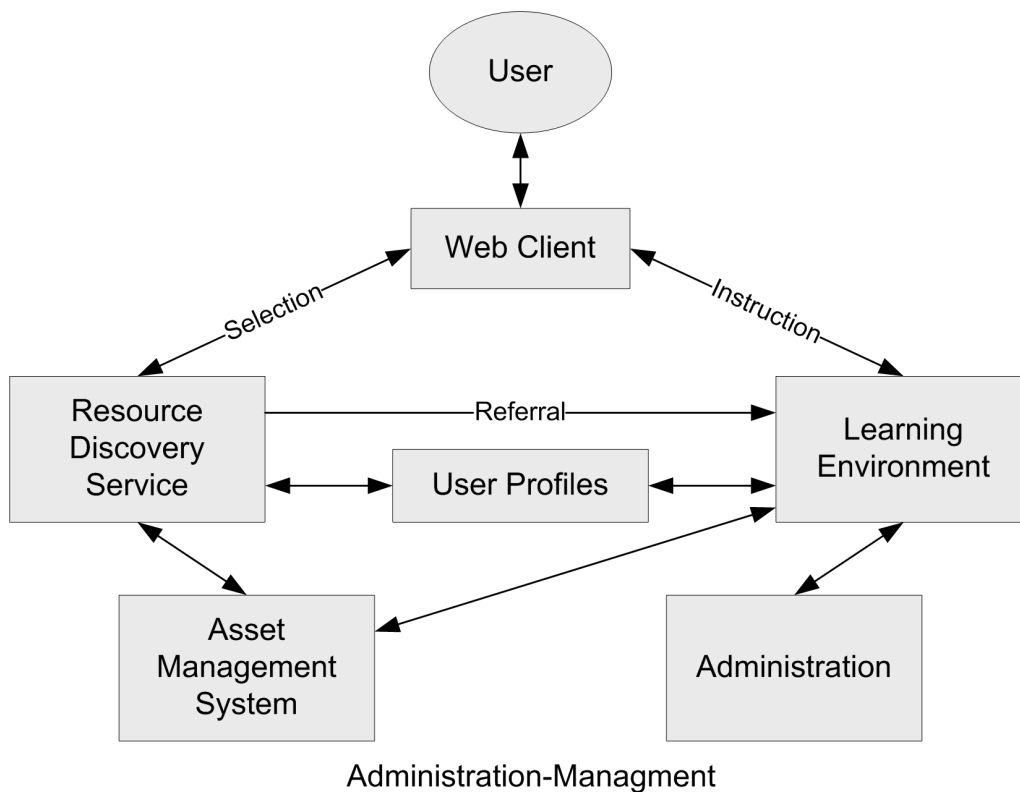 User
Web Client
Selection
Instruction
Resource
Discovery
Service
Referral
Learning
Environment
User Profiles
Asset
Management
System
Administration
Administration-Managment